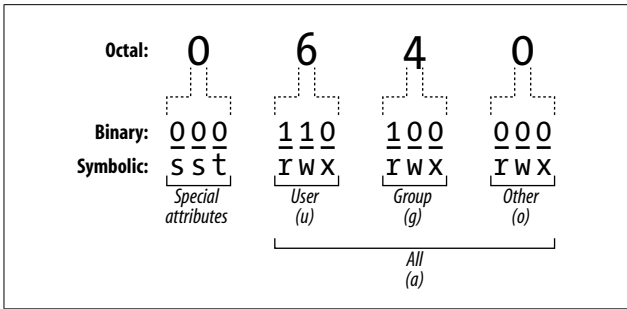 Octal: 0 6 4 0
Binary: 000 110 100 000
Symbolic: sst rwx rwx rwx
Special attributes User (u) Group (g) Other (o)
All
(a)